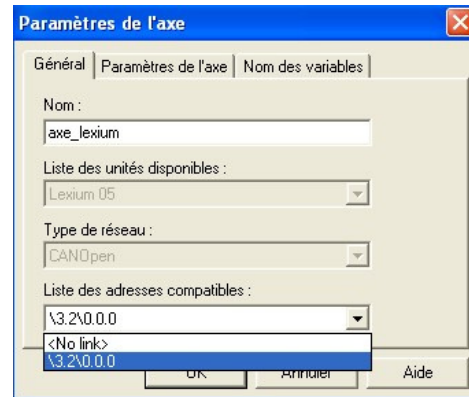 Paramètres de l'axe
Général
Paramètres de l'axe
Nom des variables
Nom :
axe_lexium
Liste des unités disponibles :
Lexium 05
Type de réseau :
CANOpen
Liste des adresses compatibles :
\3.2\0.0.0
<No link>
\3.2\0.0.0
OK
Annuler
Aide